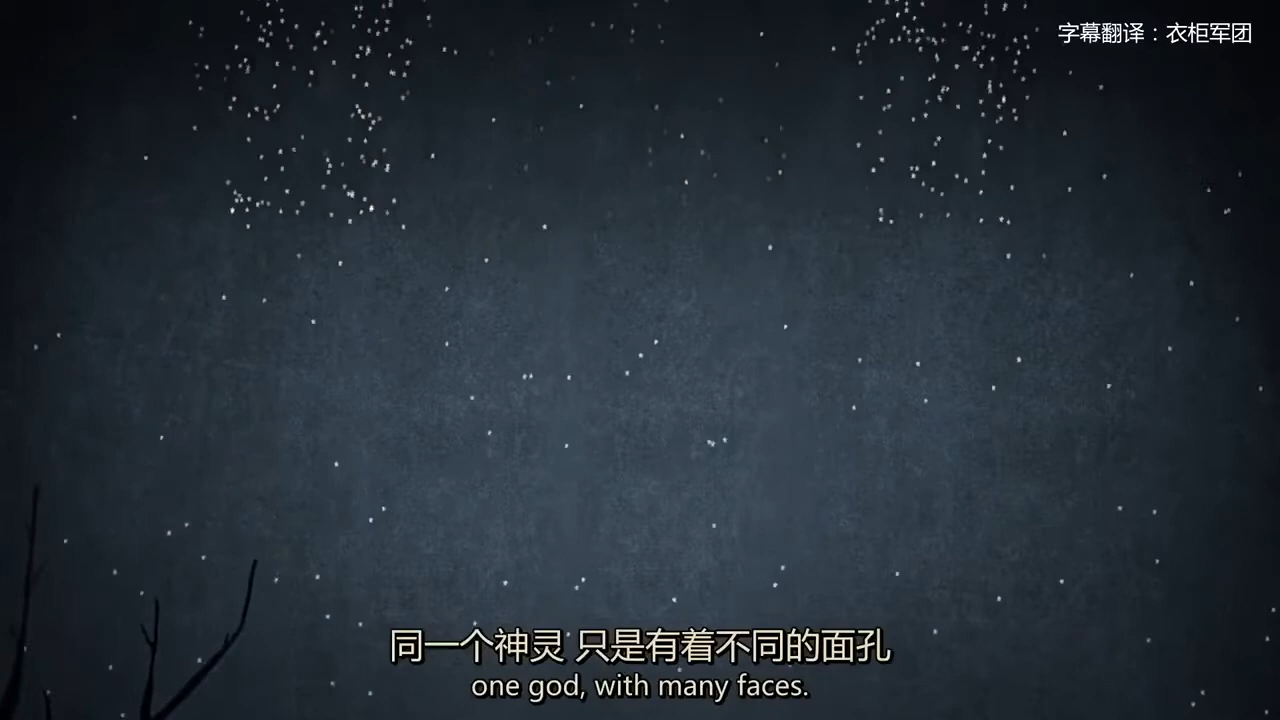 字幕翻译：衣柜军团
同一个神灵 只是有着不同的面孔
one god, with many faces.